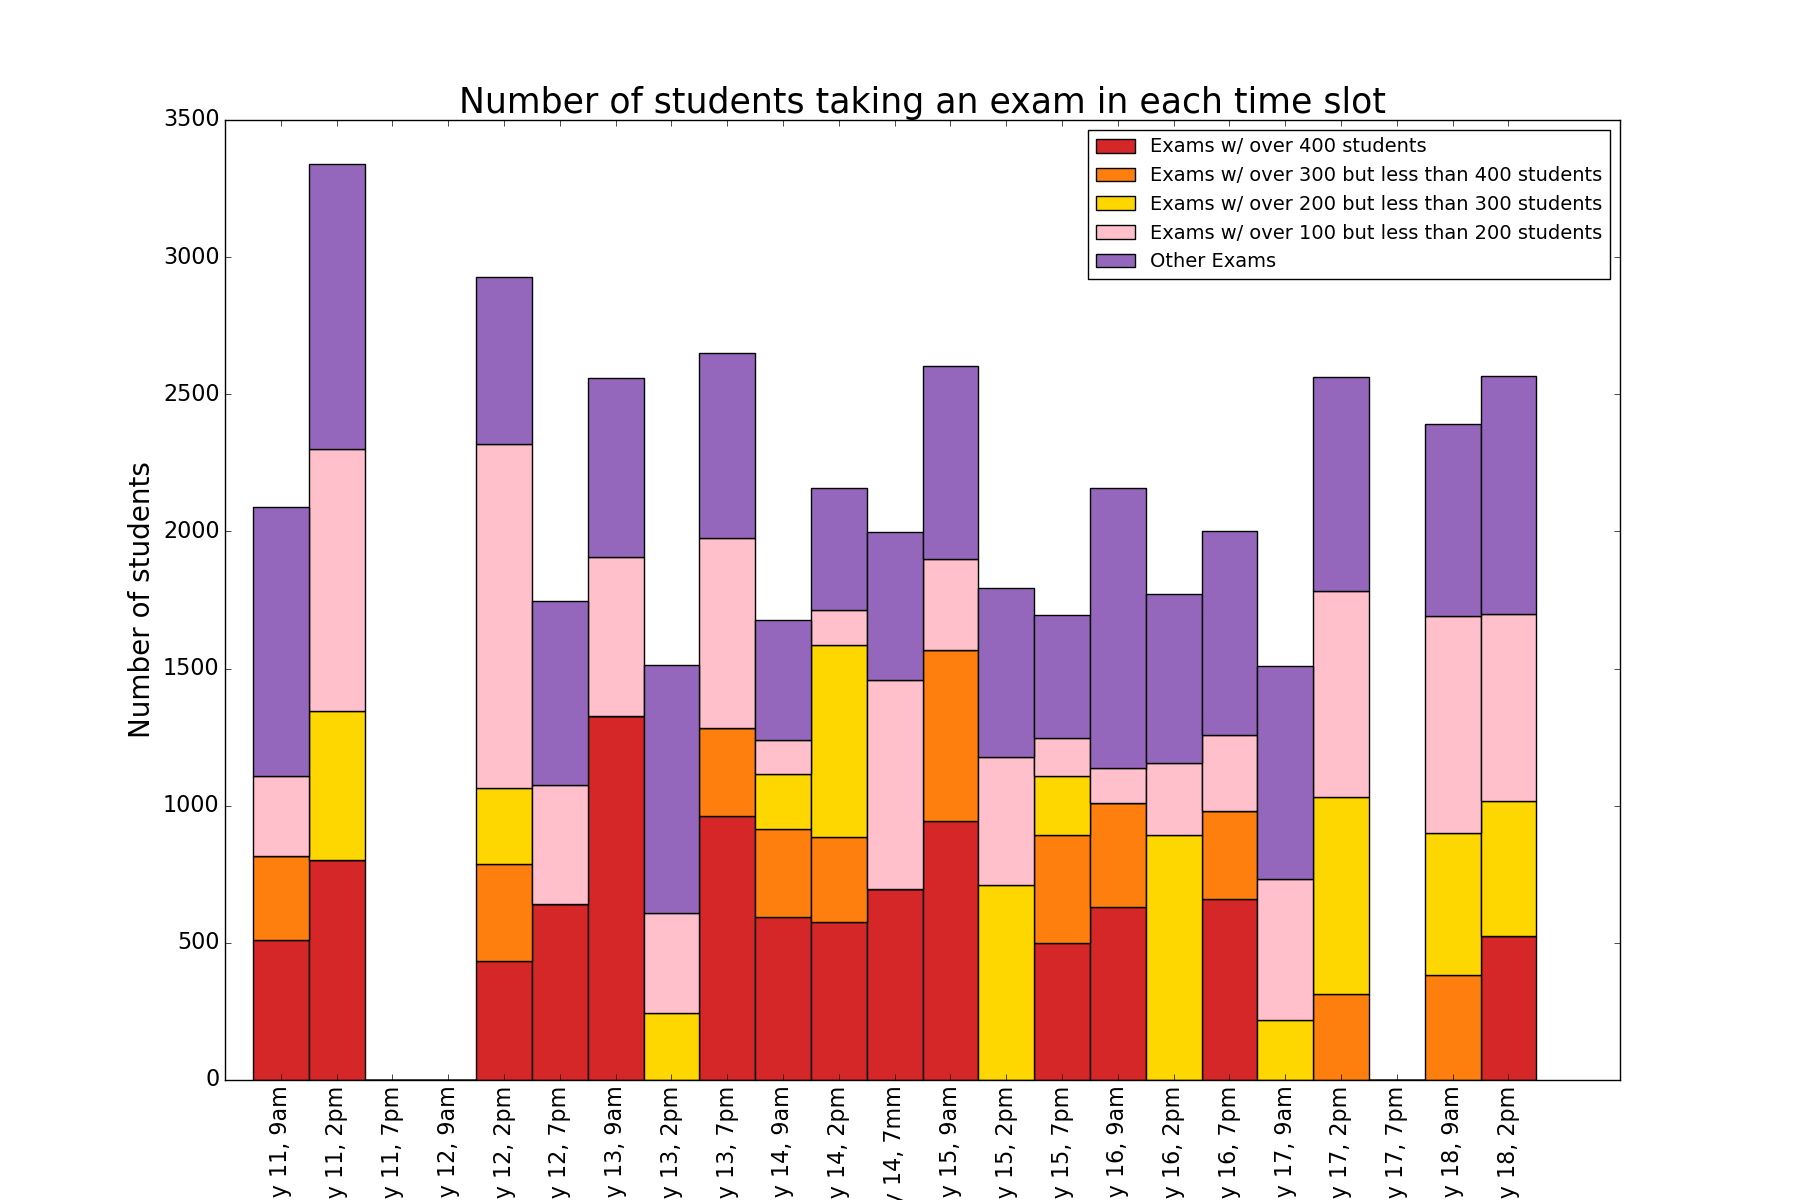 Number of students taking an exam in each time slot
Exams w/ over 400 students
Exams w/ over 300 but less than 400 students
Exams w/ over 200 but less than 300 students
Exams w/ over 100 but less than 200 students
Other Exams
Number of students
3500
3000
2500
2000
1500
1000
500
0
y 11, 9am
y 11, 2pm
y 11, 7pm
y 12, 9am
y 12, 2pm
y 12, 7pm
y 13, 9am
y 13, 2pm
y 13, 7pm
y 14, 9am
y 14, 2pm
y 14, 7mm
y 15, 9am
y 15, 2pm
y 15, 7pm
y 16, 9am
y 16, 2pm
y 16, 7pm
y 17, 9am
y 17, 2pm
y 17, 7pm
y 18, 9am
y 18, 2pm